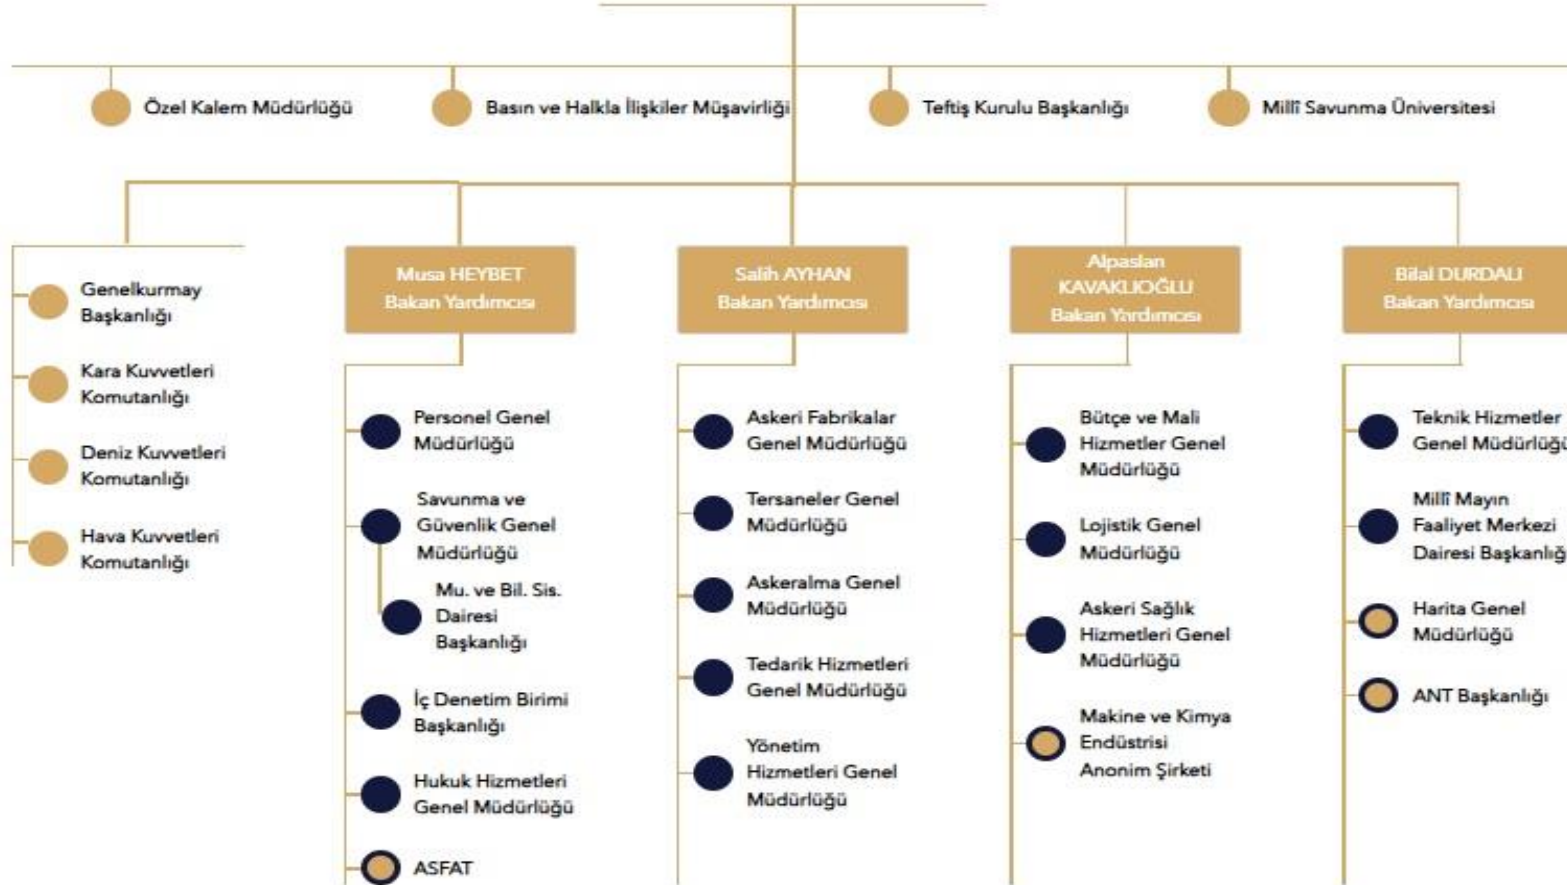 Özel Kalem Müdürlüğü
Basın ve Halkla İlişkiler Müşavirliği
Teftiş Kurulu Başkanlığı
Millî Savunma Üniversitesi
Genelkurmay
Başkanlığı
Kara Kuvvetleri
Komutanlığı
Deniz Kuvvetleri
Komutanlığı
Hava Kuvvetleri
Komutanlığı
Musa HEYBET
Bakan Yardımcısı
Personel Genel
Müdürlüğü
Savunma ve
Güvenlik Genel
Müdürlüğü
Mu. ve Bil. Sis.
Dairesi
Başkanlığı
İç Denetim Birimi
Başkanlığı
Hukuk Hizmetleri
Genel Müdürlüğü
ASFAT
Salih AYHAN
Bakan Yardımcısı
Askeri Fabrikalar
Genel Müdürlüğü
Tersaneler Genel
Müdürlüğü
Askeralma Genel
Müdürlüğü
Tedarik Hizmetleri
Genel Müdürlüğü
Yönetim
Hizmetleri Genel
Müdürlüğü
Alpaslan
KAVAKLIOĞLU
Bakan Yardımcısı
Bütçe ve Mali
Hizmetler Genel
Müdürlüğü
Lojistik Genel
Müdürlüğü
Askeri Sağlık
Hizmetleri Genel
Müdürlüğü
Makine ve Kimya
Endüstrisi
Anonim Şirketi
Bilal DURDALI
Bakan Yardımcısı
Teknik Hizmetler
Genel Müdürlüğü
Millî Mayın
Faaliyet Merkezi
Dairesi Başkanlığ
Harita Genel
Müdürlüğü
ANT Başkanlığı